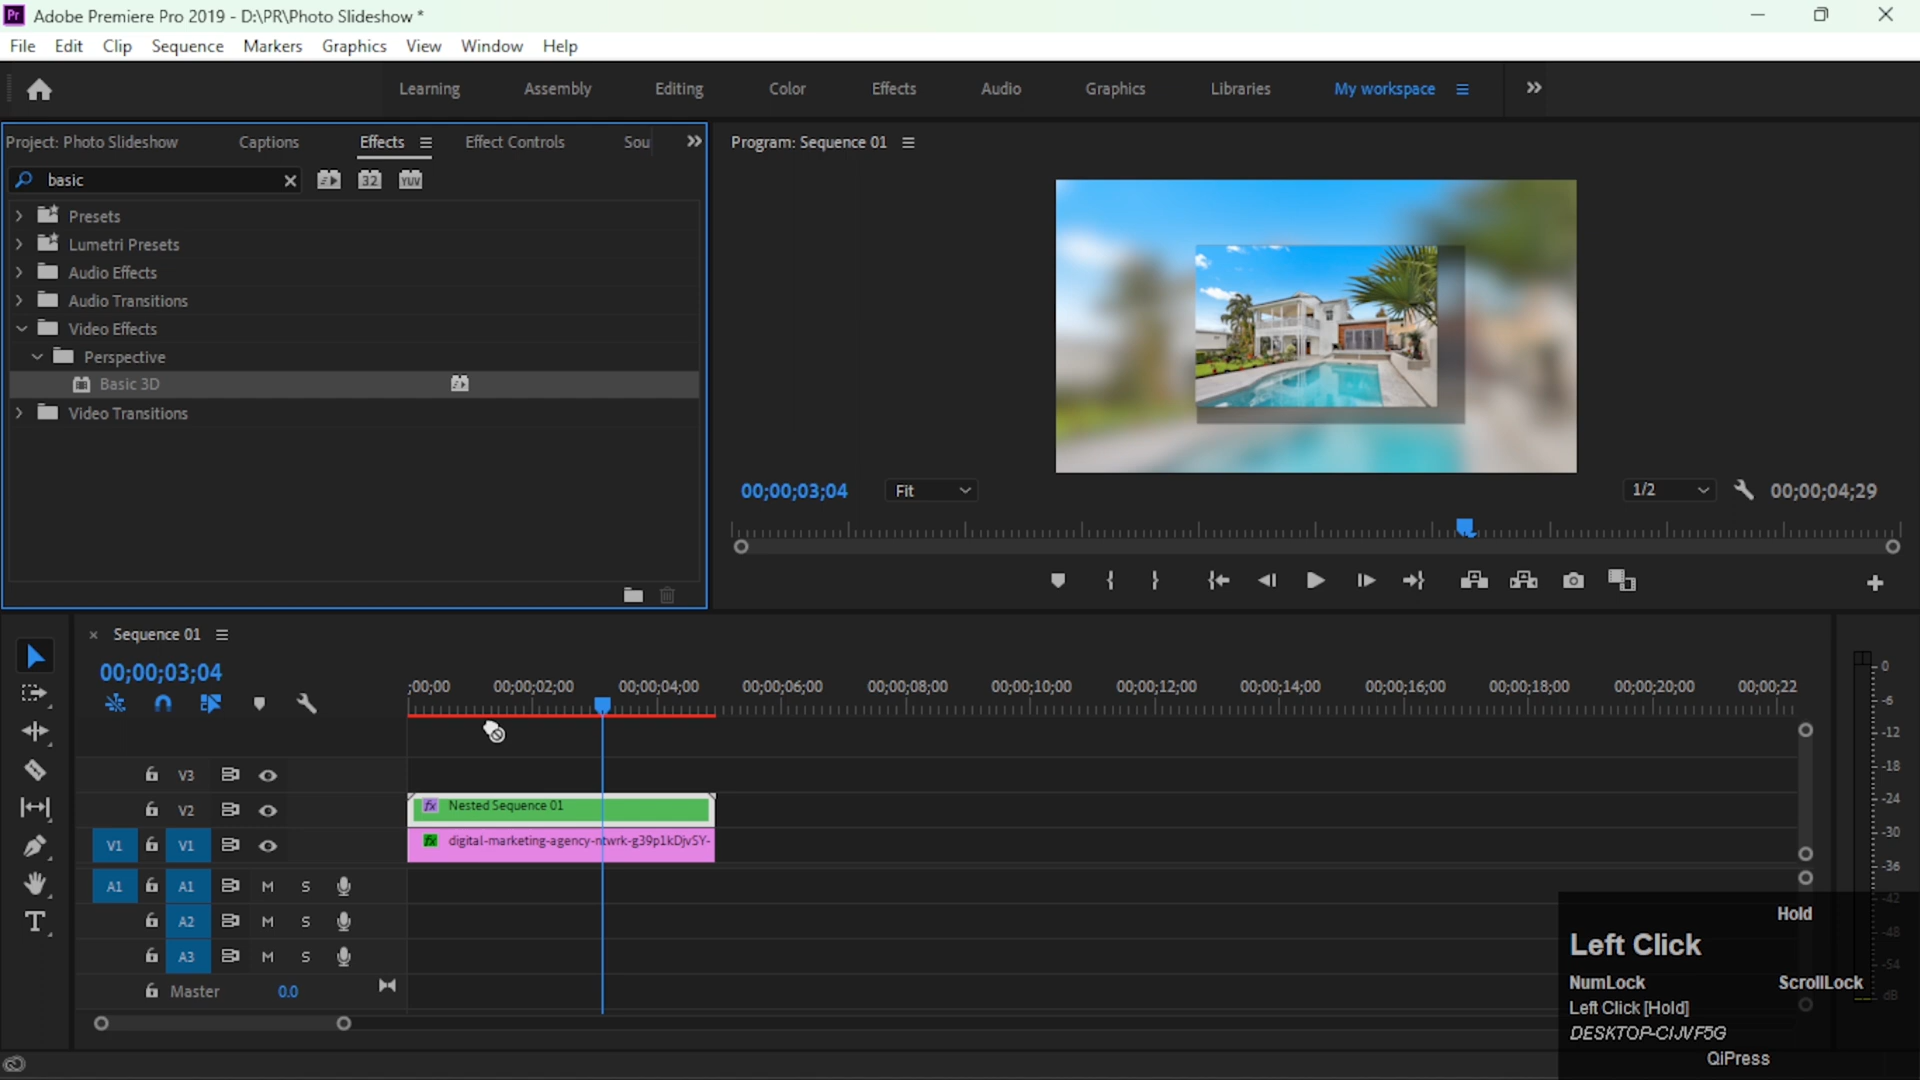 Pr Adobe Premiere Pro 2019 - D:\PR\Photo Slideshow *
File Edit Clip Sequence Markers Graphics View Window Help
Learning Assembly Editing Color Effects Audio Graphics Libraries My workspace
Project: Photo Slideshow Captions Effects Effect Controls Sou
Program: Sequence 01
basic
32 YUV
Presets
Lumetri Presets
Audio Effects
Audio Transitions
Video Effects
Perspective
Basic 3D
Video Transitions
00;00;03;04 Fit 1/2 00;00;04;29
Sequence 01
00;00;03;04
;00;00 00;00;02;00 00;00;04;00 00;00;06;00 00;00;08;00 00;00;10;00 00;00;12;00 00;00;14;00 00;00;16;00 00;00;18;00 00;00;20;00 00;00;22
V3
V2
fx Nested Sequence 01
V1 V1
fx digital-marketing-agency-ntwrk-g39p1kDjvSY-
A1 A1 M S
A2 M S
A3 M S
Master 0.0
T
0
-6
-12
-18
-24
-30
-36
-42
-48
-54
dB
Hold
Left Click
NumLock ScrollLock
Left Click [Hold]
DESKTOP-CIJVF5G
QiPress